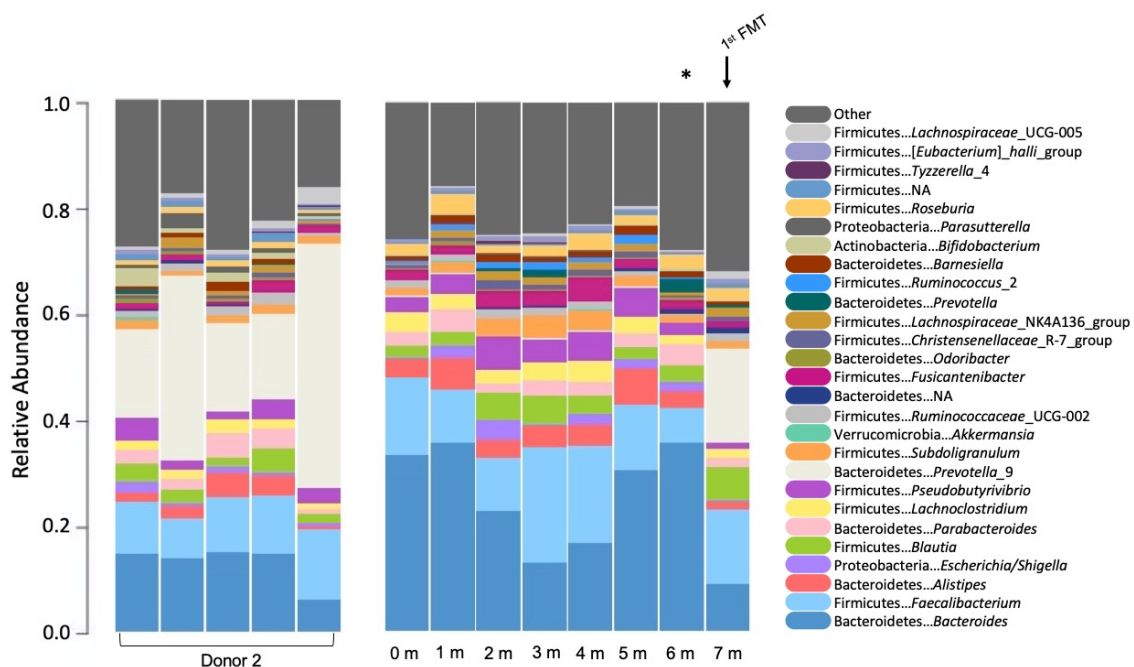 1st FMT
*
Relative Abundance
1.0
0.8
0.6
0.4
0.2
0.0
Donor 2
0 m 1 m 2 m 3 m 4 m 5 m 6 m 7 m
Other
Firmicutes...Lachnospiraceae_UCG-005
Firmicutes...[Eubacterium]_halli_group
Firmicutes...Tyzzerella_4
Firmicutes...NA
Firmicutes...Roseburia
Proteobacteria...Parasutterella
Actinobacteria...Bifidobacterium
Bacteroidetes...Barnesiella
Firmicutes...Ruminococcus_2
Bacteroidetes...Prevotella
Firmicutes...Lachnospiraceae_NK4A136_group
Firmicutes...Christensenellaceae_R-7_group
Bacteroidetes...Odoribacter
Firmicutes...Fusicantenibacter
Bacteroidetes...NA
Firmicutes...Ruminococcaceae_UCG-002
Verrucomicrobia...Akkermansia
Firmicutes...Subdoligranulum
Bacteroidetes...Prevotella_9
Firmicutes...Pseudobutyrivibrio
Firmicutes...Lachnoclostridium
Bacteroidetes...Parabacteroides
Firmicutes...Blautia
Proteobacteria...Escherichia/Shigella
Bacteroidetes...Alistipes
Firmicutes...Faecalibacterium
Bacteroidetes...Bacteroides